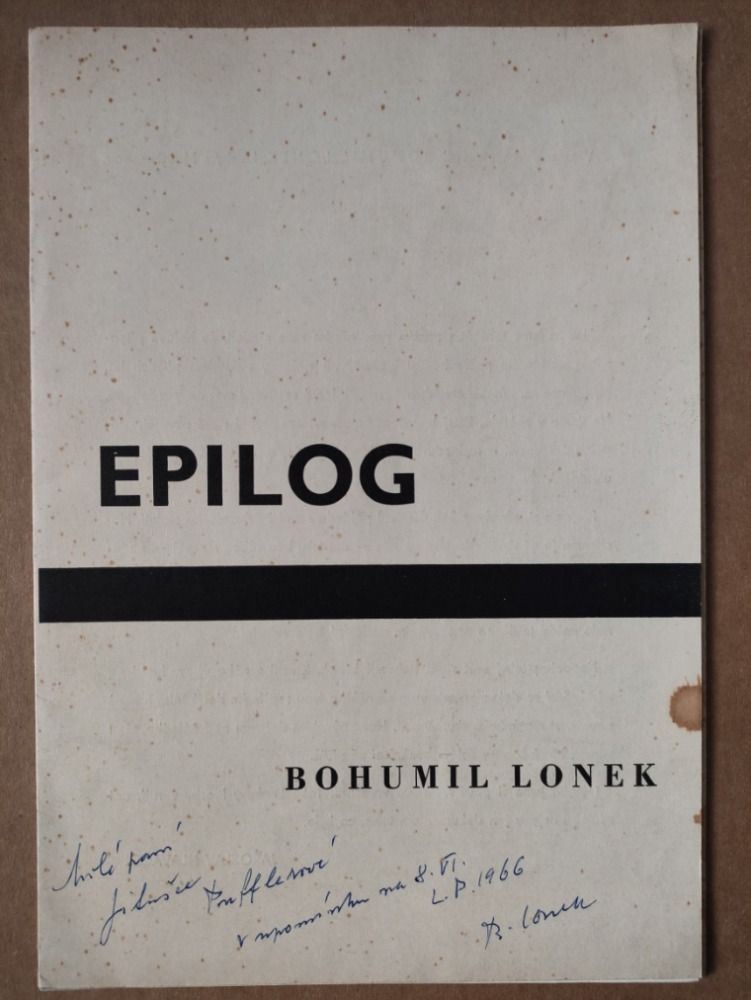 EPILOG
BOHUMIL LONEK
Milé paní
Jiřince
v upomínku na 8. VI.
L.P. 1966
B. Lonek